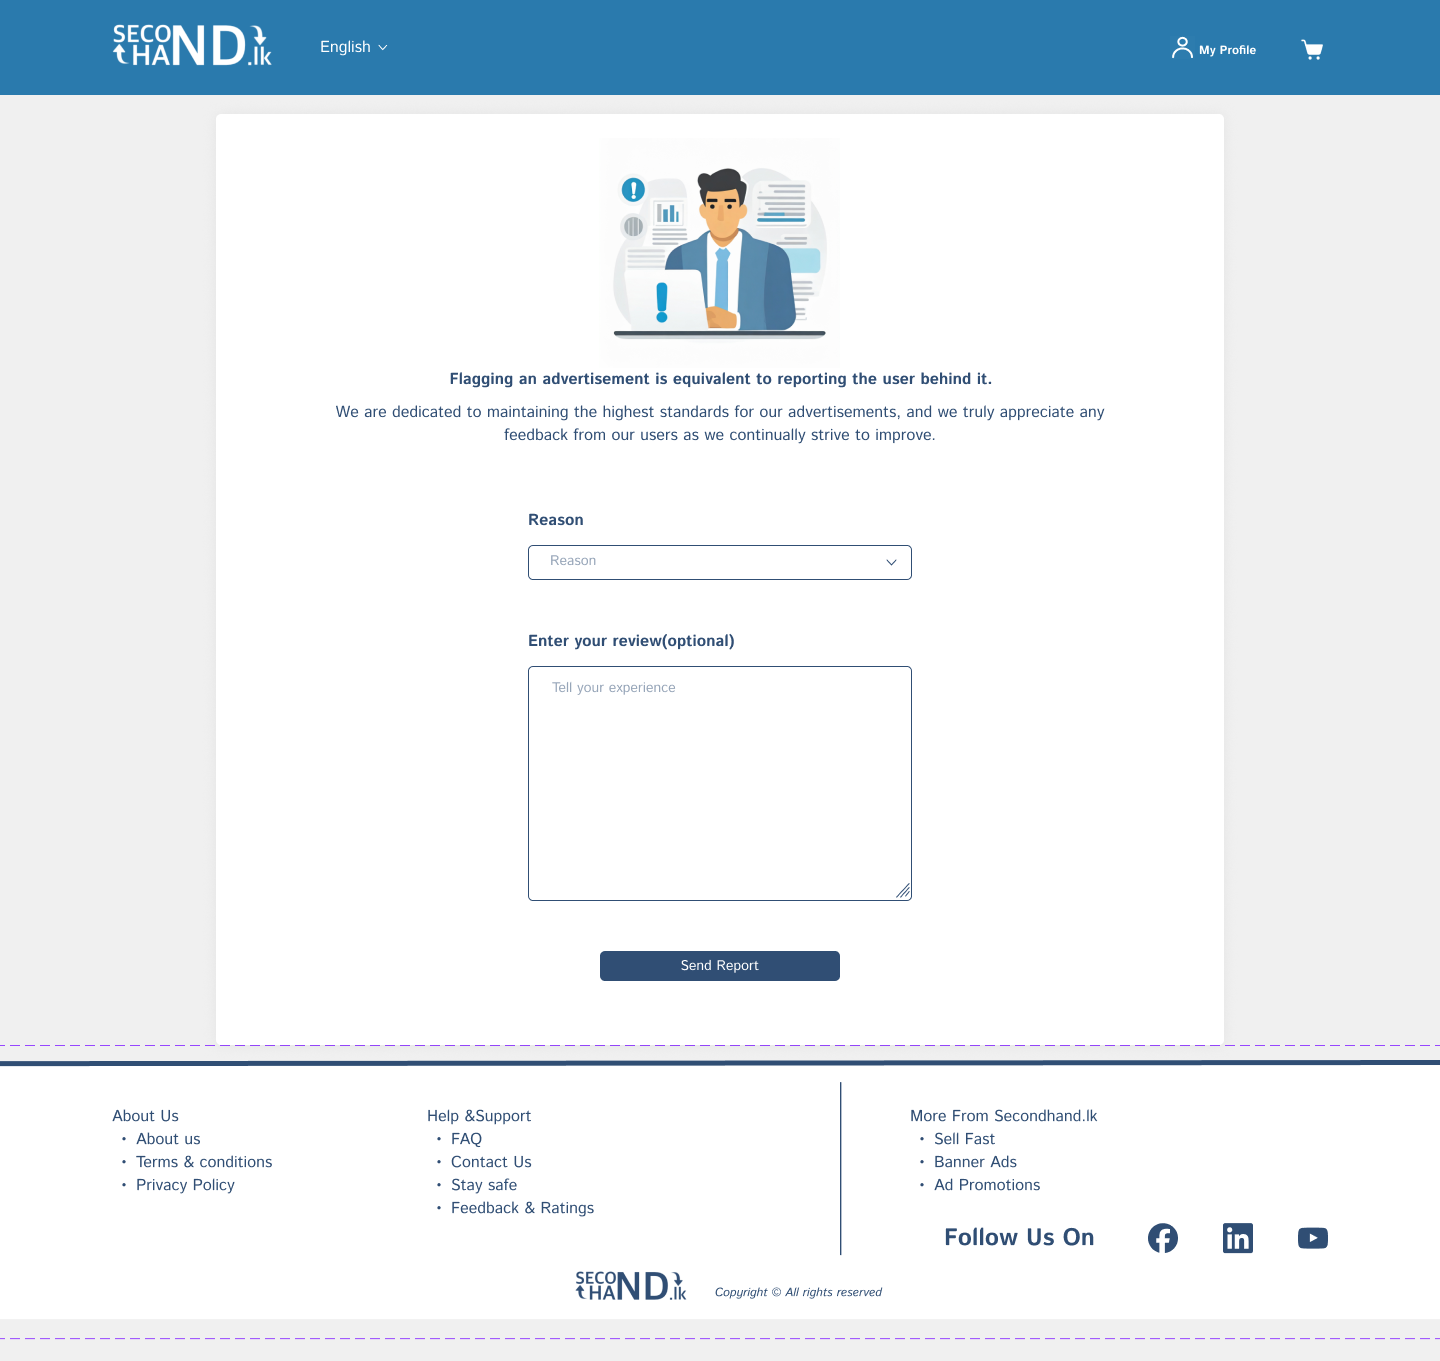 SECOND
HAND.lk
English
My Profile
Flagging an advertisement is equivalent to reporting the user behind it.
We are dedicated to maintaining the highest standards for our advertisements, and we truly appreciate any
feedback from our users as we continually strive to improve.
Reason
Reason
Enter your review(optional)
Tell your experience
Send Report
About Us
• About us
• Terms & conditions
• Privacy Policy
Help &Support
• FAQ
• Contact Us
• Stay safe
• Feedback & Ratings
More From Secondhand.lk
• Sell Fast
• Banner Ads
• Ad Promotions
Follow Us On
SECOND
HAND.lk
Copyright © All rights reserved